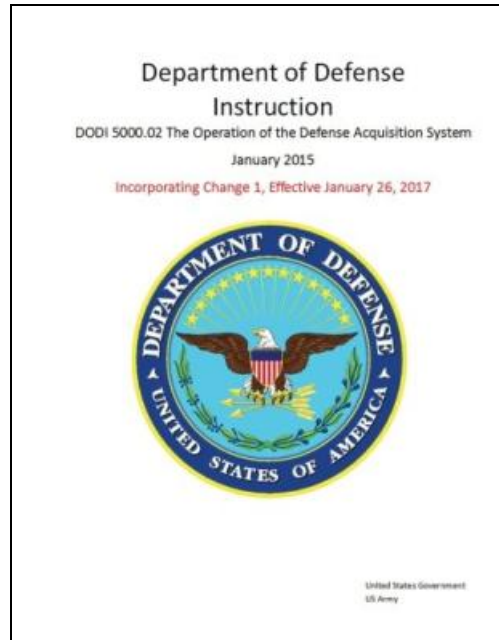 Department of Defense
Instruction
DODI 5000.02 The Operation of the Defense Acquisition System
January 2015
Incorporating Change 1, Effective January 26, 2017
DEPARTMENT OF DEFENSE
UNITED STATES OF AMERICA
United States Government
US Army